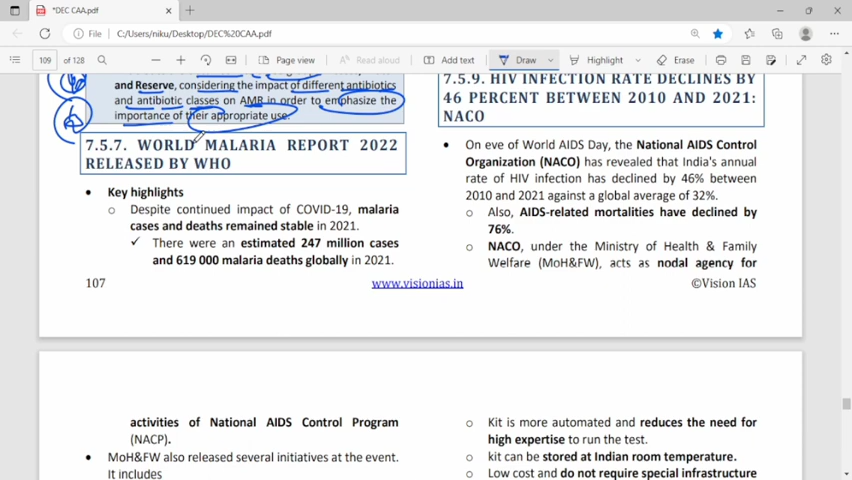 *DEC CAA.pdf
File
C:/Users/niku/Desktop/DEC%20CAA.pdf
109 of 128
Page view
Read aloud
Add text
Draw
Highlight
Erase
and Reserve, considering the impact of different antibiotics
and antibiotic classes on AMR in order to emphasize the
importance of their appropriate use.
7.5.7. WORLD MALARIA REPORT 2022
RELEASED BY WHO
• Key highlights
o Despite continued impact of COVID-19, malaria
cases and deaths remained stable in 2021.
✓ There were an estimated 247 million cases
and 619 000 malaria deaths globally in 2021.
7.5.9. HIV INFECTION RATE DECLINES BY
46 PERCENT BETWEEN 2010 AND 2021:
NACO
• On eve of World AIDS Day, the National AIDS Control
Organization (NACO) has revealed that India's annual
rate of HIV infection has declined by 46% between
2010 and 2021 against a global average of 32%.
o Also, AIDS-related mortalities have declined by
76%.
o NACO, under the Ministry of Health & Family
Welfare (MoH&FW), acts as nodal agency for
107
www.visionias.in
©Vision IAS
activities of National AIDS Control Program
(NACP).
• MoH&FW also released several initiatives at the event.
It includes
o Kit is more automated and reduces the need for
high expertise to run the test.
o kit can be stored at Indian room temperature.
o Low cost and do not require special infrastructure